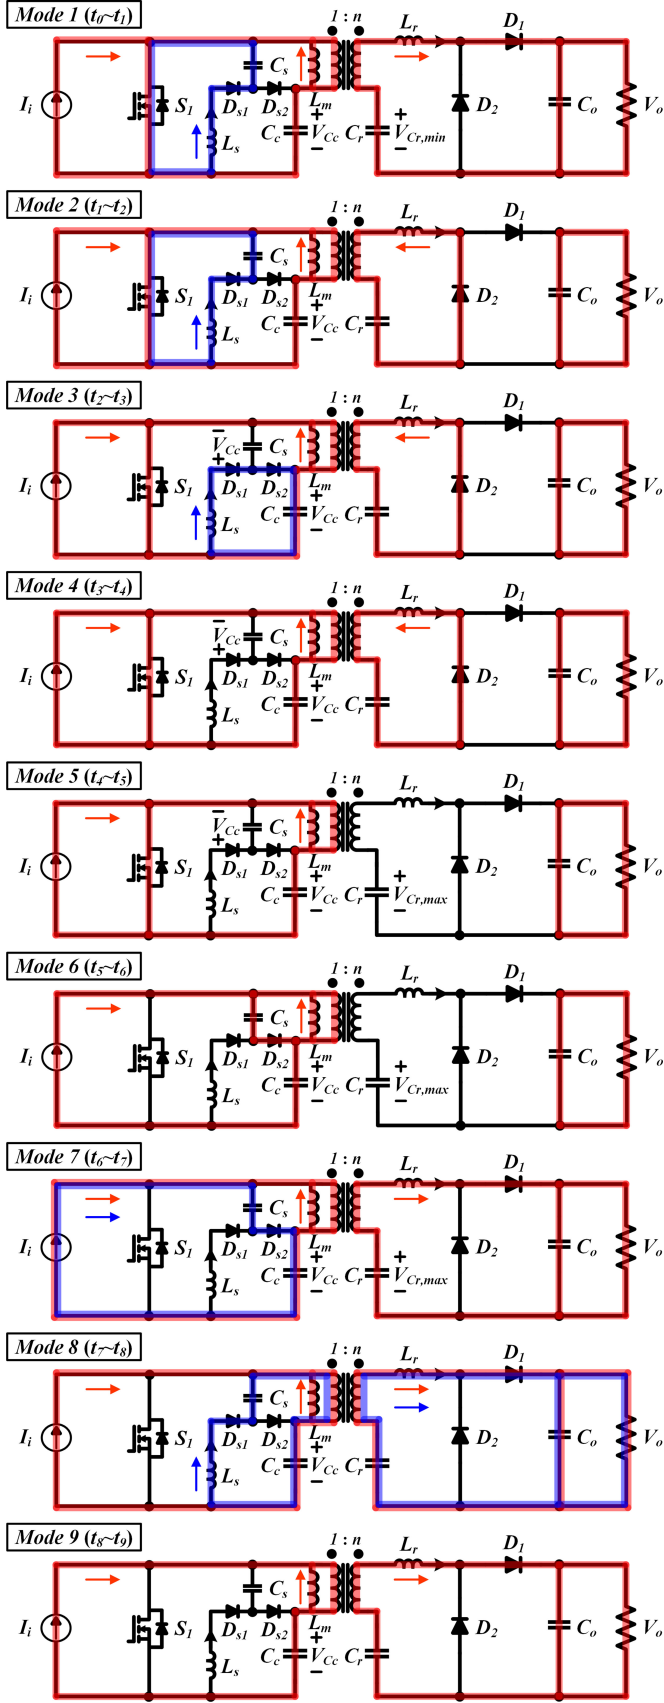 Mode 1 (t0~t1)
1 : n
Lr
D1
Ii
S1
Cs
Ds1
Ds2
Lm
Ls
Cc
+
VCc
−
Cr
+
VCr,min
−
D2
Co
Vo
Mode 2 (t1~t2)
1 : n
Lr
D1
Ii
S1
Cs
Ds1
Ds2
Lm
Ls
Cc
+
VCc
−
Cr
D2
Co
Vo
Mode 3 (t2~t3)
1 : n
Lr
D1
−
VCc
+
Ii
S1
Cs
Ds1
Ds2
Lm
Ls
Cc
+
VCc
−
Cr
D2
Co
Vo
Mode 4 (t3~t4)
1 : n
Lr
D1
−
VCc
+
Ii
S1
Cs
Ds1
Ds2
Lm
Ls
Cc
+
VCc
−
Cr
D2
Co
Vo
Mode 5 (t4~t5)
1 : n
Lr
D1
−
VCc
+
Ii
S1
Cs
Ds1
Ds2
Lm
Ls
Cc
+
VCc
−
Cr
+
VCr,max
−
D2
Co
Vo
Mode 6 (t5~t6)
1 : n
Lr
D1
Ii
S1
Cs
Ds1
Ds2
Lm
Ls
Cc
+
VCc
−
Cr
+
VCr,max
−
D2
Co
Vo
Mode 7 (t6~t7)
1 : n
Lr
D1
Ii
S1
Cs
Ds1
Ds2
Lm
Ls
Cc
+
VCc
−
Cr
+
VCr,max
−
D2
Co
Vo
Mode 8 (t7~t8)
1 : n
Lr
D1
Ii
S1
Cs
Ds1
Ds2
Lm
Ls
Cc
+
VCc
−
Cr
D2
Co
Vo
Mode 9 (t8~t9)
1 : n
Lr
D1
Ii
S1
Cs
Ds1
Ds2
Lm
Ls
Cc
+
VCc
−
Cr
D2
Co
Vo